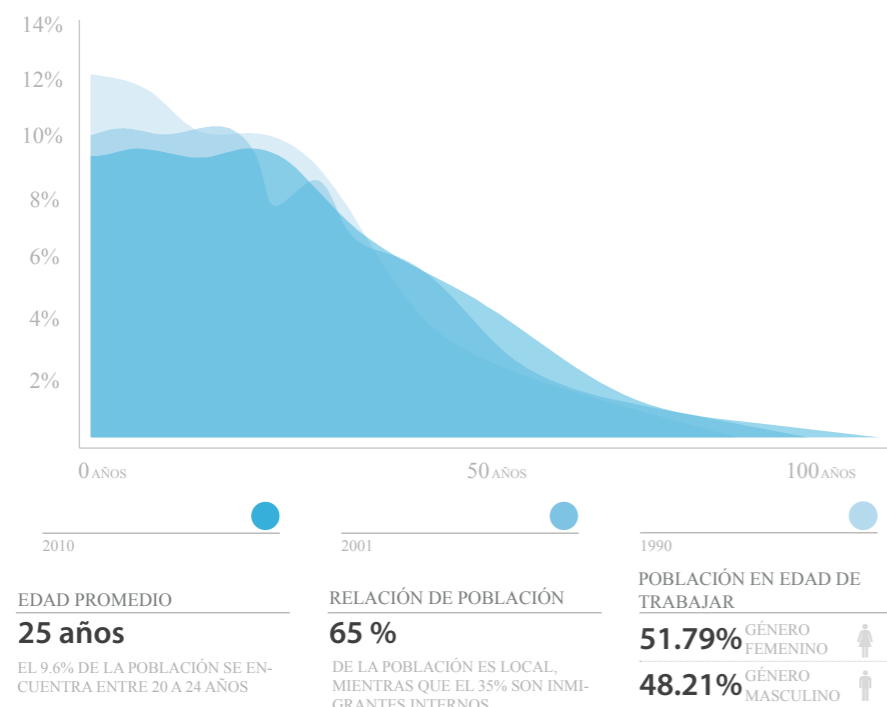 14%
12%
10%
8%
6%
4%
2%
0 AÑOS
50 AÑOS
100 AÑOS
2010
2001
1990
EDAD PROMEDIO
25 años
EL 9.6% DE LA POBLACIÓN SE EN-
CUENTRA ENTRE 20 A 24 AÑOS
RELACIÓN DE POBLACIÓN
65 %
DE LA POBLACIÓN ES LOCAL,
MIENTRAS QUE EL 35% SON INMI-
GRANTES INTERNOS
POBLACIÓN EN EDAD DE
TRABAJAR
51.79% GÉNERO
FEMENINO
48.21% GÉNERO
MASCULINO